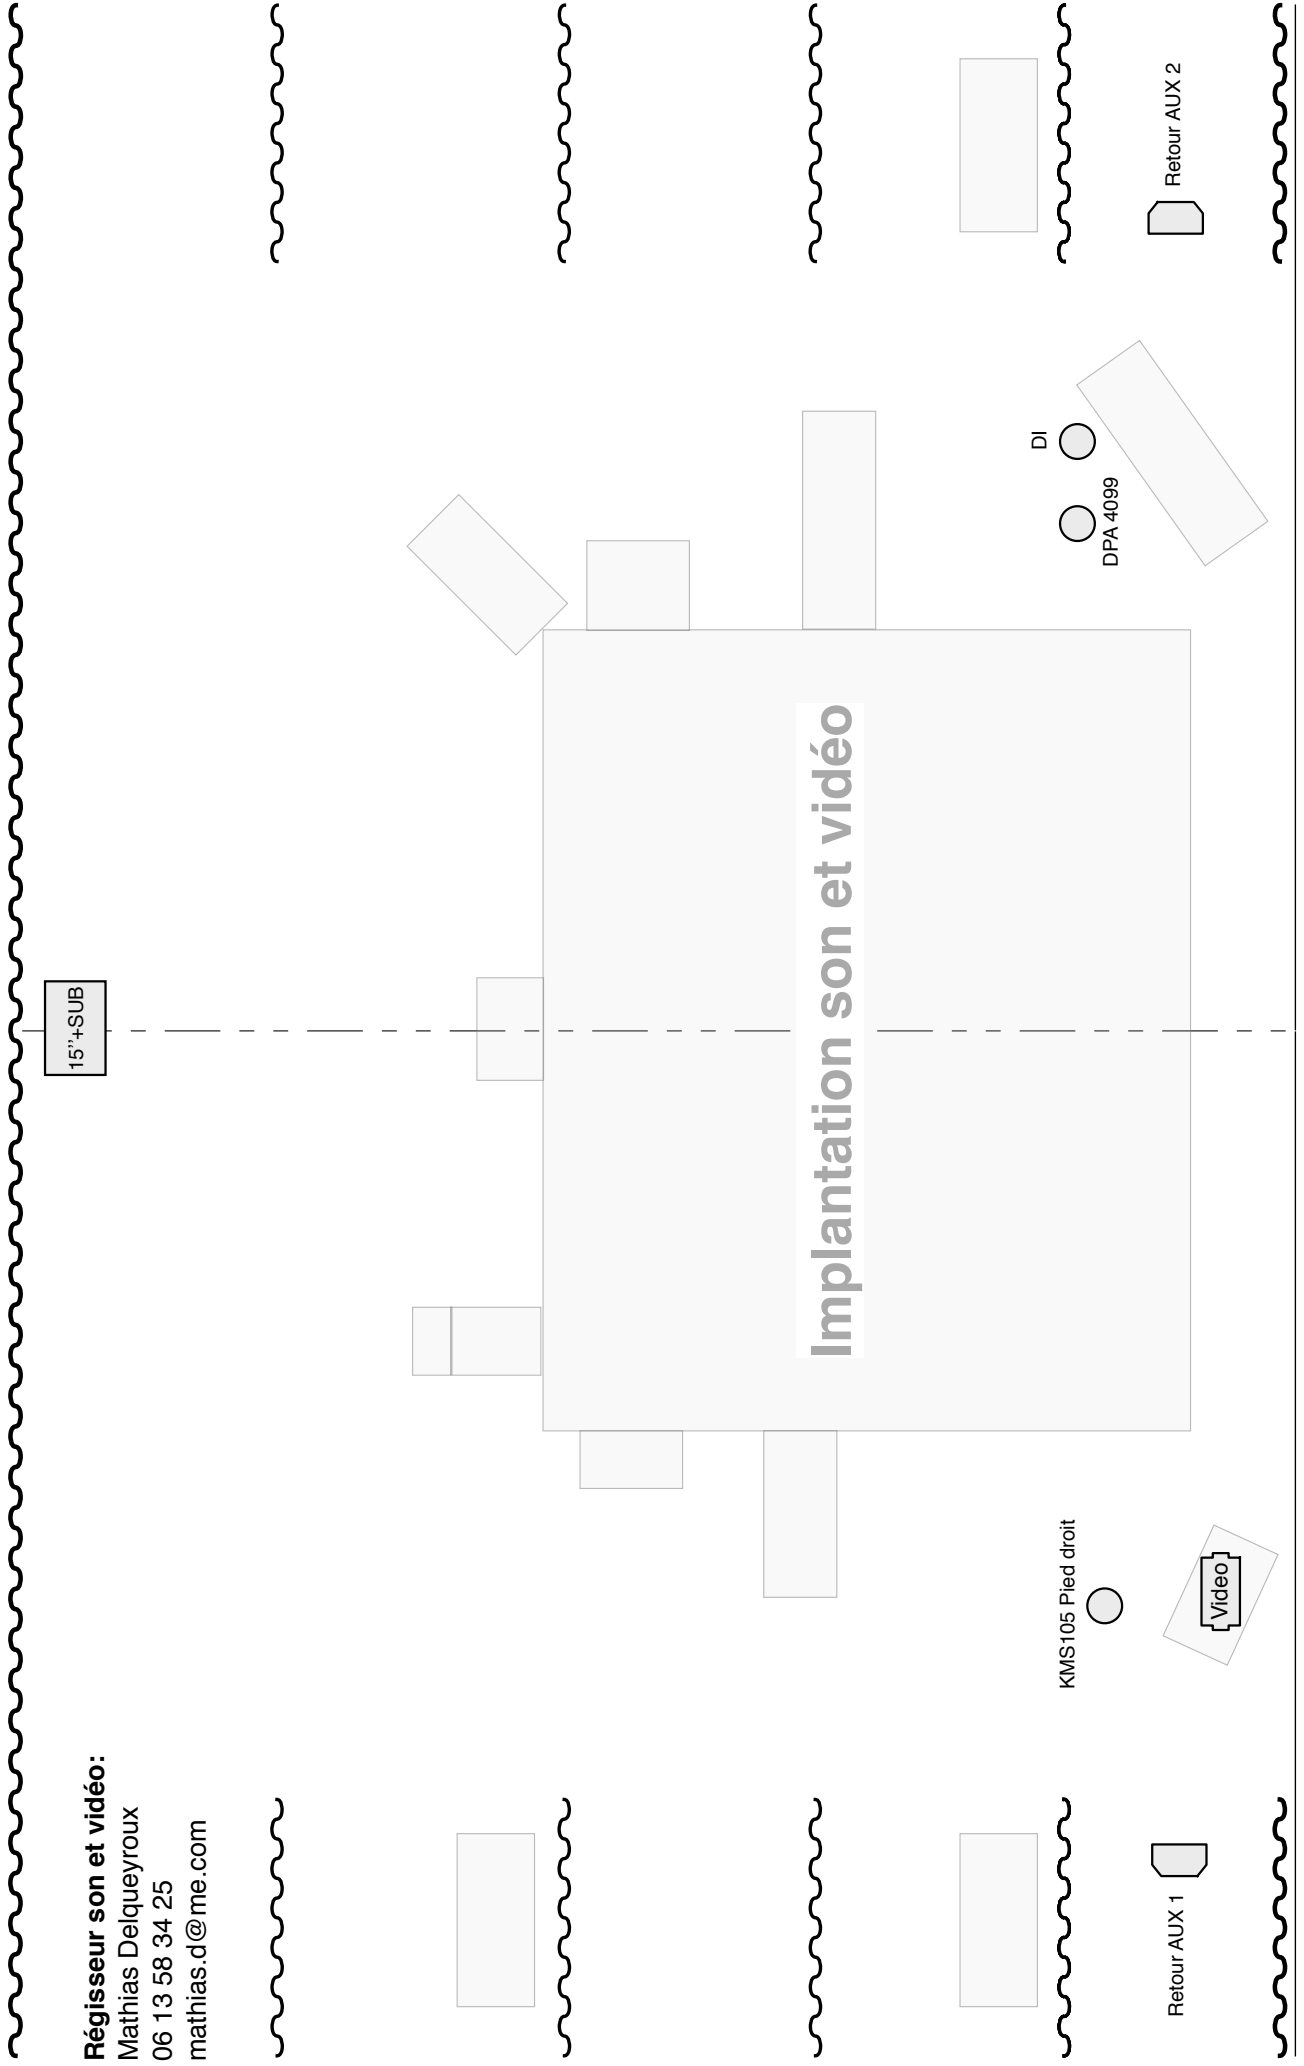 Régisseur son et vidéo:
Mathias Delqueyroux
06 13 58 34 25
mathias.d@me.com
15''+SUB
Implantation son et vidéo
KMS105 Pied droit
DPA 4099
DI
Video
Retour AUX 1
Retour AUX 2